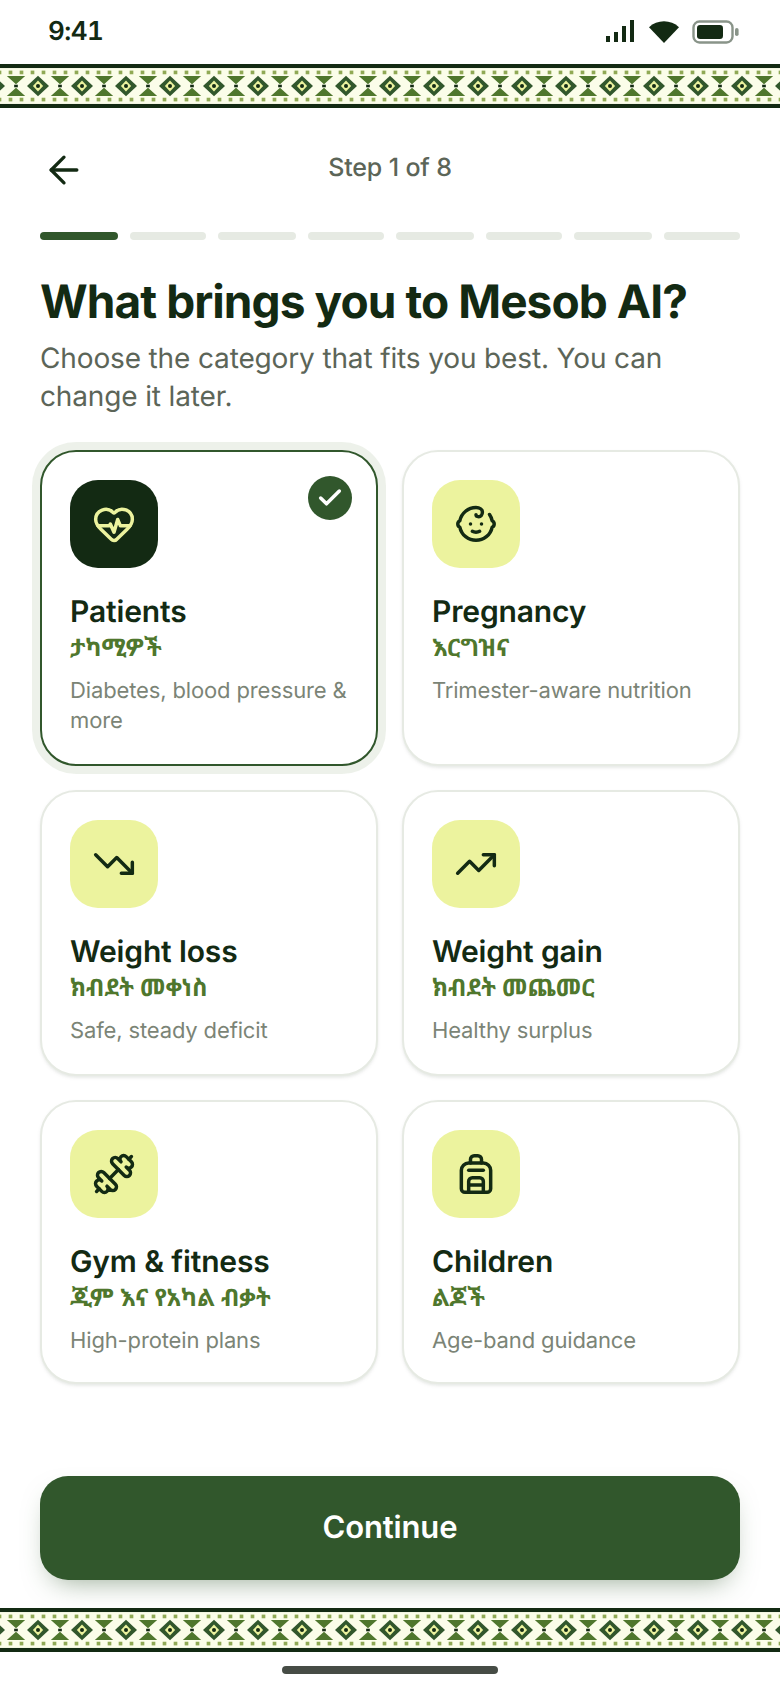 9:41
Step 1 of 8
What brings you to Mesob AI?
Choose the category that fits you best. You can
change it later.
Patients
ታካሚዎች
Diabetes, blood pressure &
more
Pregnancy
እርግዝና
Trimester-aware nutrition
Weight loss
ክብደት መቀነስ
Safe, steady deficit
Weight gain
ክብደት መጨመር
Healthy surplus
Gym & fitness
ጂም እና የአካል ብቃት
High-protein plans
Children
ልጆች
Age-band guidance
Continue